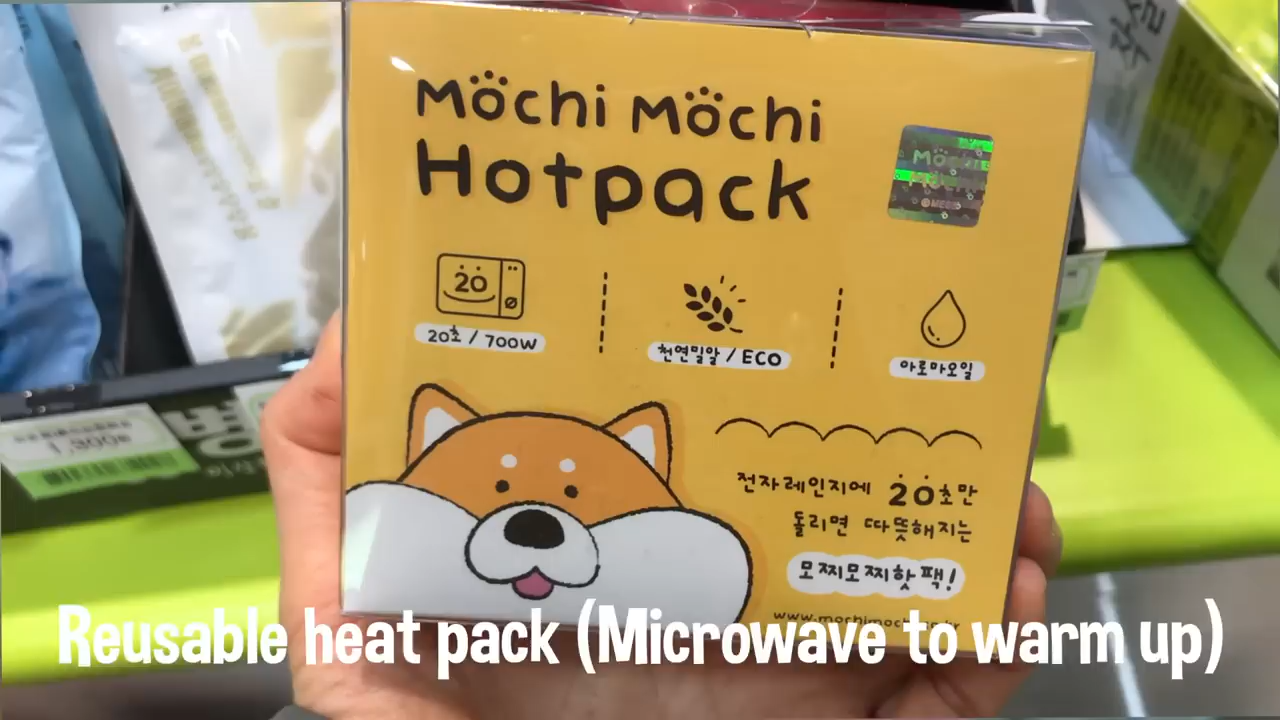 Mochi Mochi
Hotpack
20
20초 / 700W
천연밀알 / ECO
아로마오일
전자레인지에 20초만
돌리면 따뜻해지는
모찌모찌핫팩!
1,300
Reusable heat pack (Microwave to warm up)